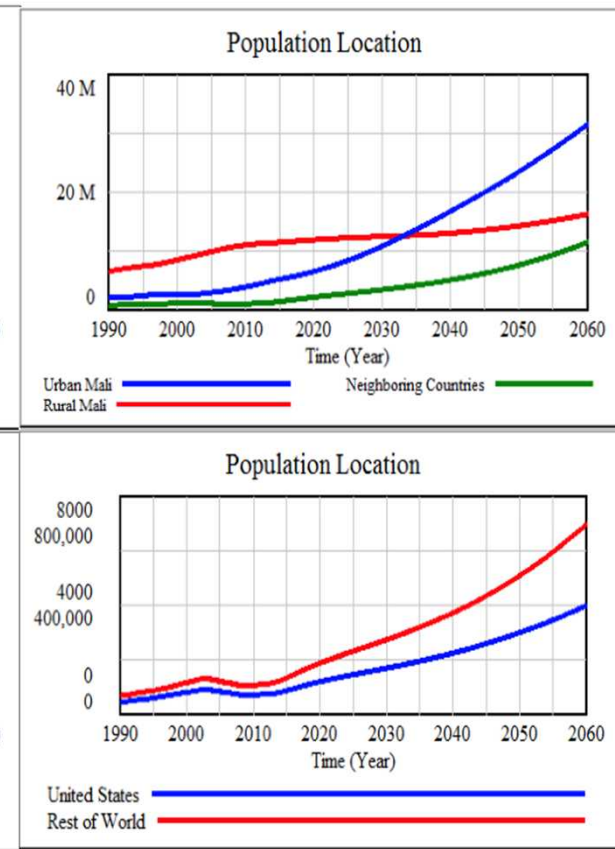 Population Location
40 M
20 M
0
1990 2000 2010 2020 2030 2040 2050 2060
Time (Year)
Urban Mali Neighboring Countries
Rural Mali
Population Location
8000
800,000
4000
400,000
0
0
1990 2000 2010 2020 2030 2040 2050 2060
Time (Year)
United States
Rest of World